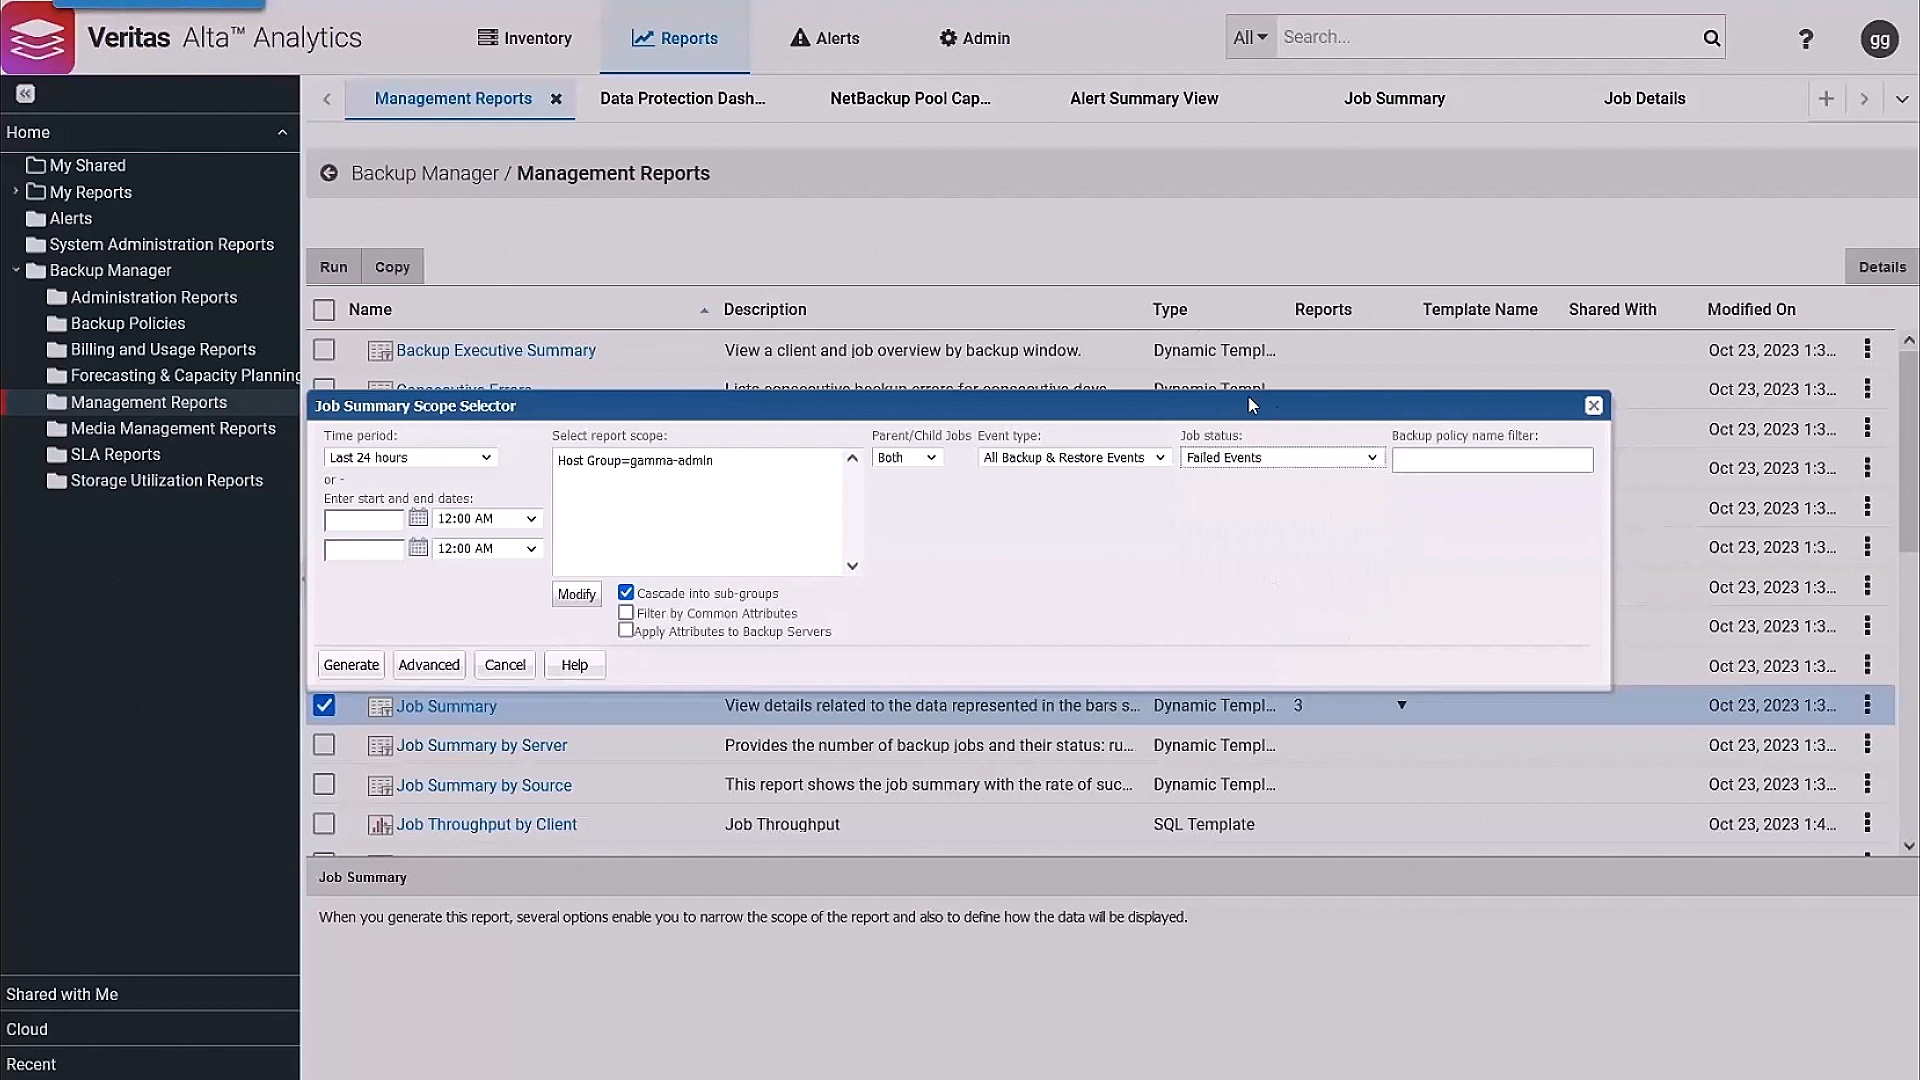 Veritas Alta™ Analytics
Inventory
Reports
Alerts
Admin
All
Search...
?
gg
Home
My Shared
My Reports
Alerts
System Administration Reports
Backup Manager
Administration Reports
Backup Policies
Billing and Usage Reports
Forecasting & Capacity Planning
Management Reports
Media Management Reports
SLA Reports
Storage Utilization Reports
Shared with Me
Cloud
Recent
Management Reports
Data Protection Dash...
NetBackup Pool Cap...
Alert Summary View
Job Summary
Job Details
Backup Manager / Management Reports
Run
Copy
Details
Name Description Type Reports Template Name Shared With Modified On
Backup Executive Summary View a client and job overview by backup window. Dynamic Templ... Oct 23, 2023 1:3...
Consecutive Errors Lists consecutive backup errors for consecutive days. Dynamic Templ... Oct 23, 2023 1:3...
Job Summary Scope Selector
Time period:
Last 24 hours
or -
Enter start and end dates:
12:00 AM
12:00 AM
Select report scope:
Host Group=gamma-admin
Modify
Cascade into sub-groups
Filter by Common Attributes
Apply Attributes to Backup Servers
Parent/Child Jobs
Both
Event type:
All Backup & Restore Events
Job status:
Failed Events
Backup policy name filter:
Generate
Advanced
Cancel
Help
Oct 23, 2023 1:3...
Oct 23, 2023 1:3...
Oct 23, 2023 1:3...
Oct 23, 2023 1:3...
Oct 23, 2023 1:3...
Oct 23, 2023 1:3...
Oct 23, 2023 1:3...
Job Summary View details related to the data represented in the bars s... Dynamic Templ... 3 Oct 23, 2023 1:3...
Job Summary by Server Provides the number of backup jobs and their status: ru... Dynamic Templ... Oct 23, 2023 1:3...
Job Summary by Source This report shows the job summary with the rate of suc... Dynamic Templ... Oct 23, 2023 1:3...
Job Throughput by Client Job Throughput SQL Template Oct 23, 2023 1:4...
Job Summary
When you generate this report, several options enable you to narrow the scope of the report and also to define how the data will be displayed.